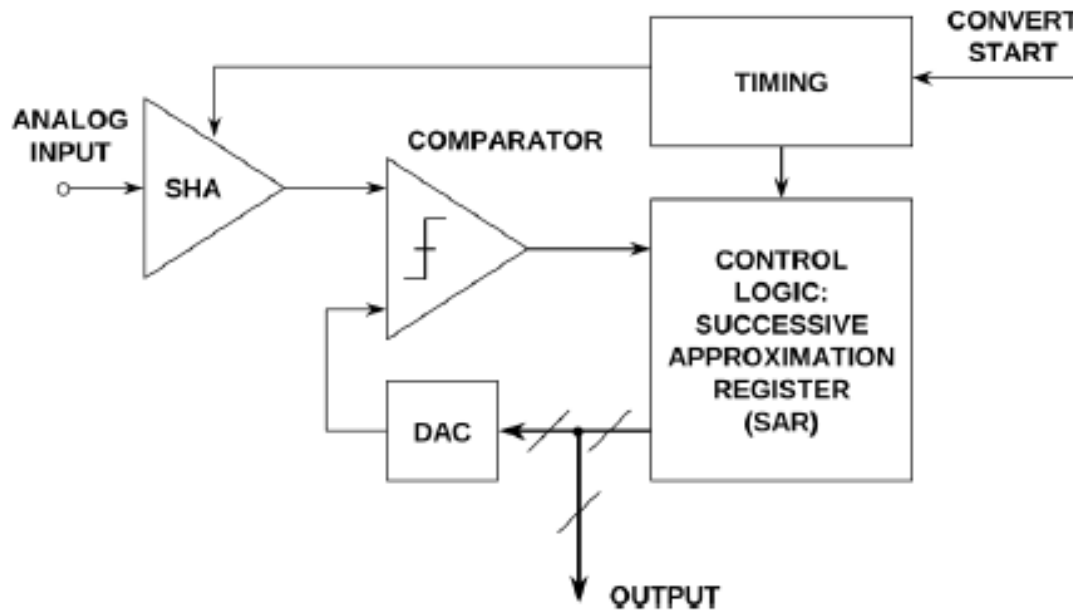 CONVERT
START
TIMING
ANALOG
INPUT
COMPARATOR
SHA
CONTROL
LOGIC:
SUCCESSIVE
APPROXIMATION
REGISTER
(SAR)
DAC
OUTPUT